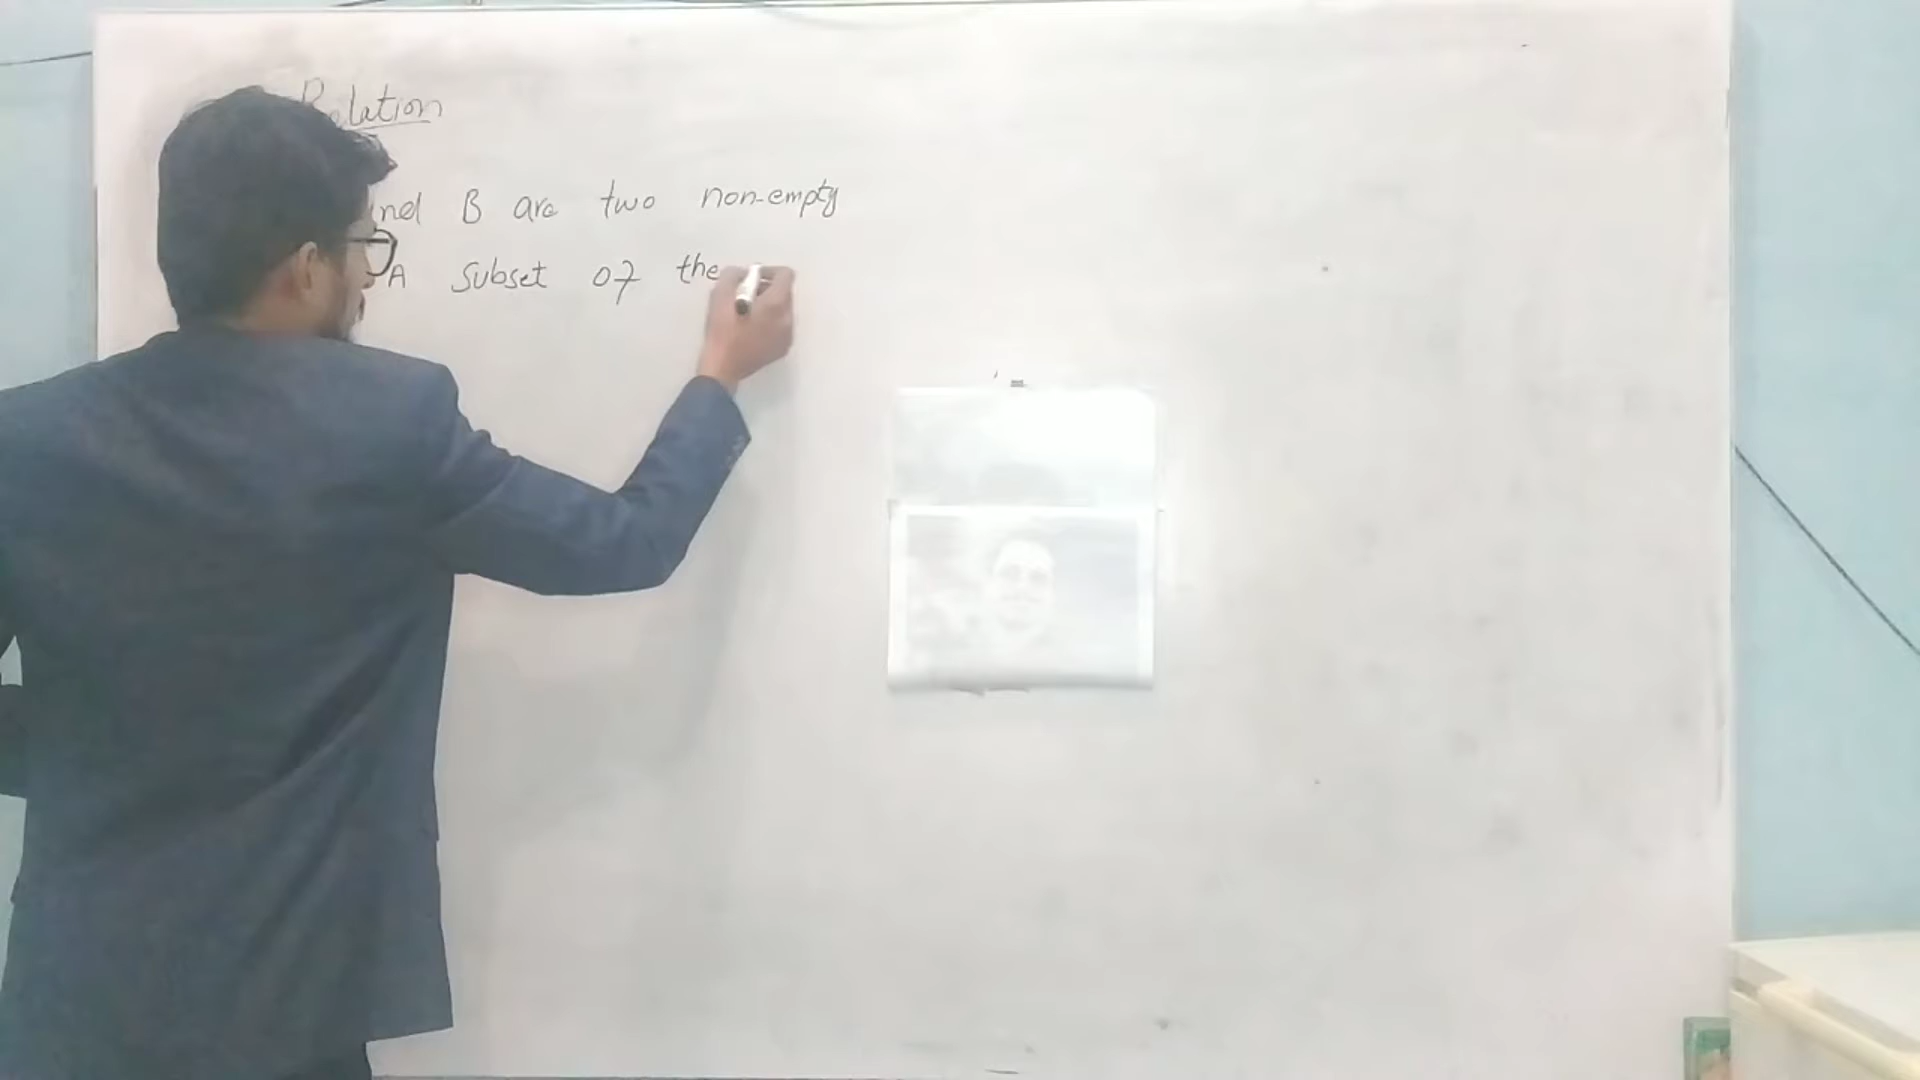 Relation
and B are two non-empty
A subset of the